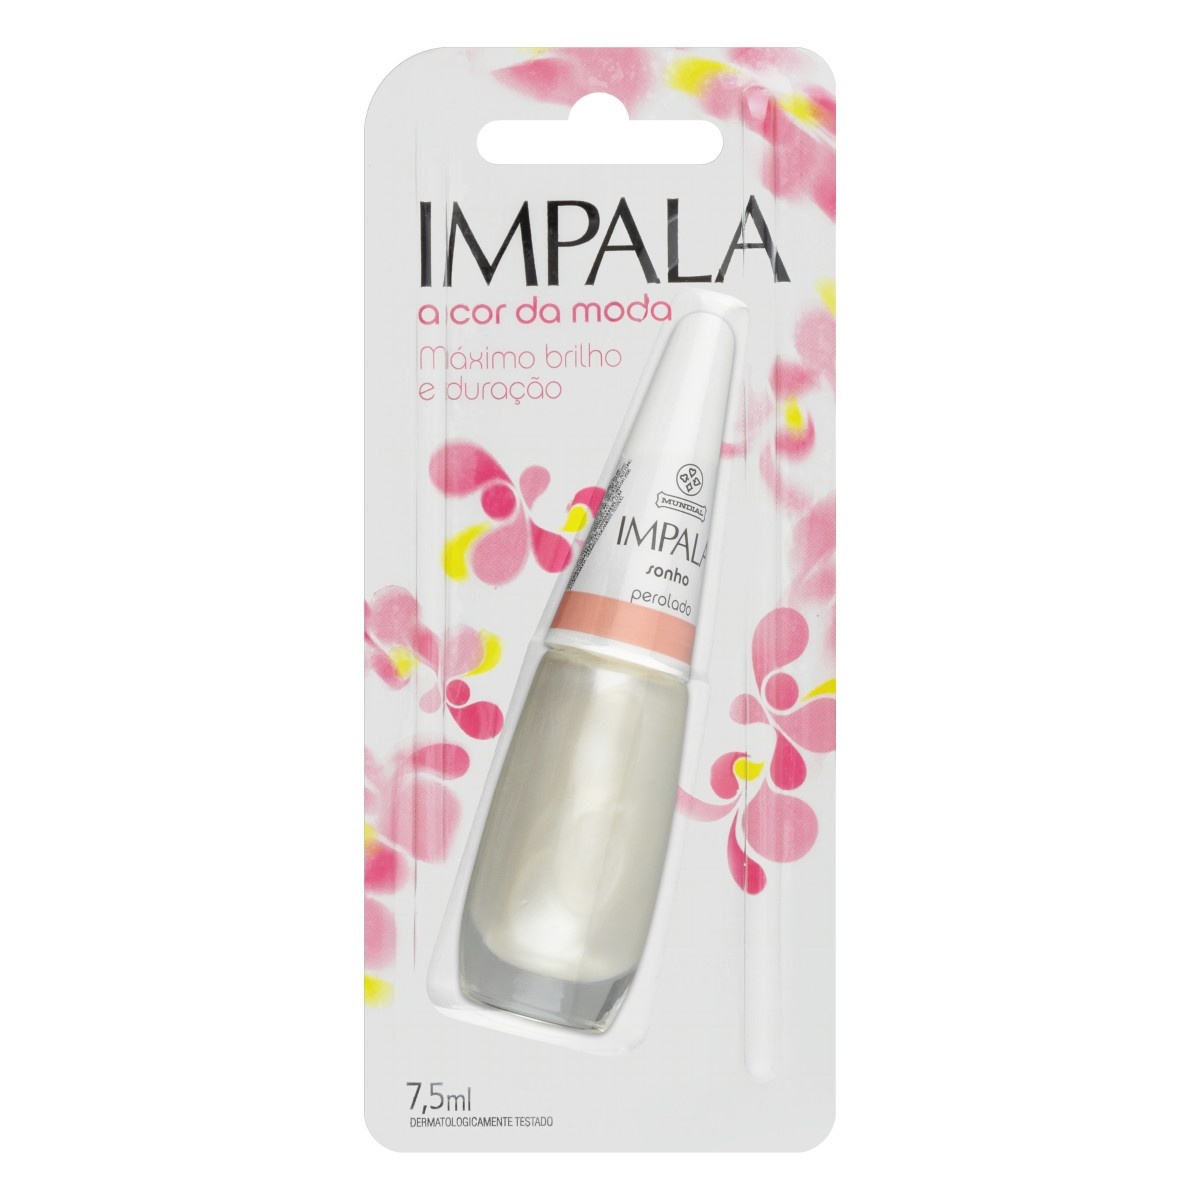 IMPALA
a cor da moda
Máximo brilho
e duração
MUNDIAL
IMPALA
sonho
perolado
7,5ml
DERMATOLOGICAMENTE TESTADO